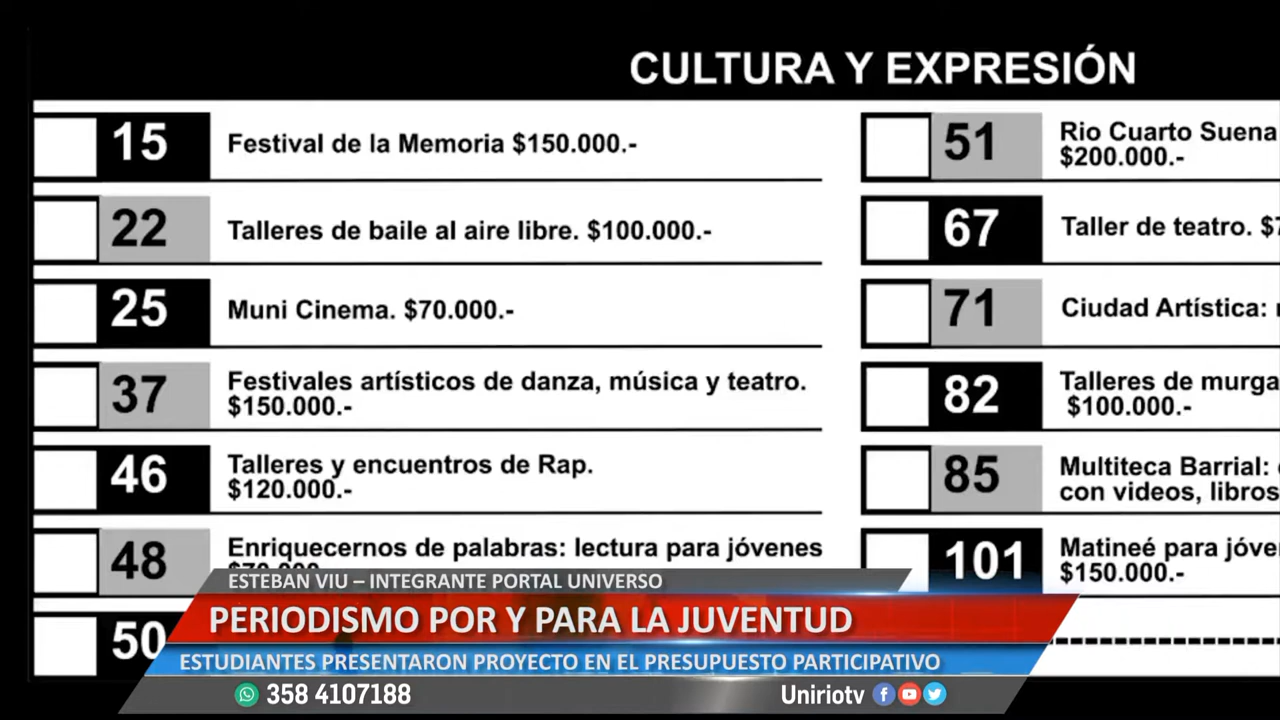 CULTURA Y EXPRESIÓN
15 Festival de la Memoria $150.000.-
22 Talleres de baile al aire libre. $100.000.-
25 Muni Cinema. $70.000.-
37 Festivales artísticos de danza, música y teatro.
$150.000.-
46 Talleres y encuentros de Rap.
$120.000.-
48 Enriquecernos de palabras: lectura para jóvenes
50
51 Rio Cuarto Suena
$200.000.-
67 Taller de teatro.
71 Ciudad Artística:
82 Talleres de murga
$100.000.-
85 Multiteca Barrial:
con videos, libros
101 Matineé para
$150.000.-
ESTEBAN VIU – INTEGRANTE PORTAL UNIVERSO
PERIODISMO POR Y PARA LA JUVENTUD
ESTUDIANTES PRESENTARON PROYECTO EN EL PRESUPUESTO PARTICIPATIVO
358 4107188
Uniriotv